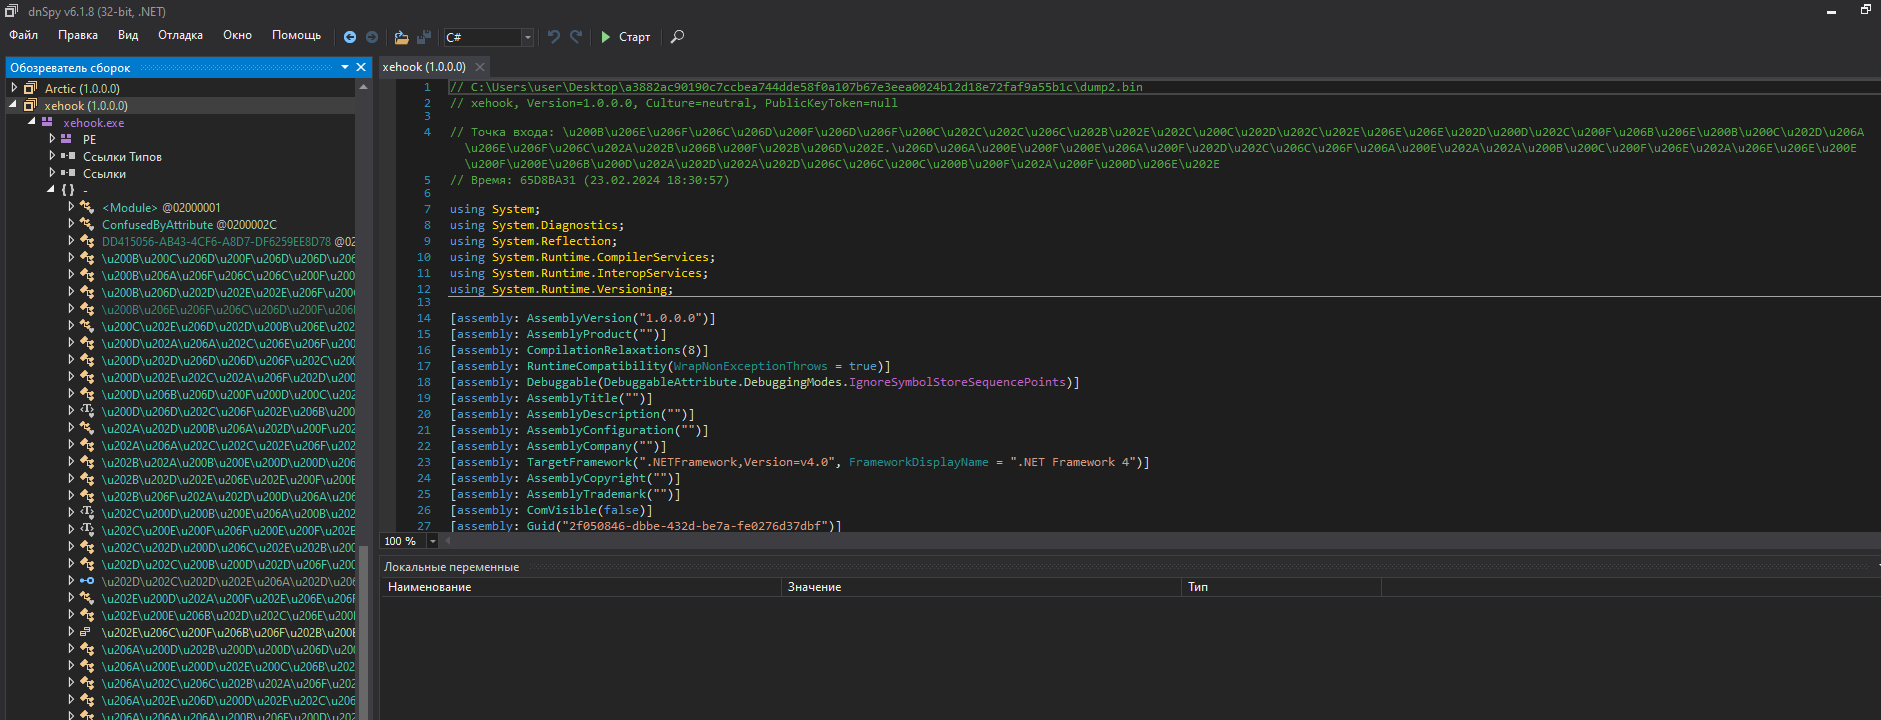 dnSpy v6.1.8 (32-bit, .NET)
Файл Правка Вид Отладка Окно Помощь C# Старт
Обозреватель сборок
Arctic (1.0.0.0)
xehook (1.0.0.0)
xehook.exe
PE
Ссылки Типов
Ссылки
{ } -
<Module> @02000001
ConfusedByAttribute @0200002C
DD415056-AB43-4CF6-A8D7-DF6259EE8D78 @02
\u200B\u200C\u206D\u200F\u206D\u206D\u206
\u200B\u206A\u206F\u206C\u206C\u200F\u200
\u200B\u206D\u202D\u202E\u202E\u206F\u200
\u200B\u206E\u206F\u206C\u206D\u200F\u206
\u200C\u202E\u206D\u202D\u200B\u206E\u202
\u200D\u202A\u206A\u202C\u206E\u206F\u200
\u200D\u202D\u206D\u206D\u206F\u202C\u200
\u200D\u202E\u202C\u202A\u206F\u202D\u200
\u200D\u206B\u206D\u200F\u200D\u200C\u202
\u200D\u206D\u202C\u206F\u202E\u206B\u200
\u202A\u202D\u200B\u206A\u202D\u200F\u202
\u202A\u206A\u202C\u202C\u202E\u206F\u202
\u202B\u202A\u200B\u200E\u200D\u200D\u206
\u202B\u202D\u202E\u206E\u202E\u200F\u200E
\u202B\u206F\u202A\u202D\u200D\u206A\u206
\u202C\u200D\u200B\u200E\u206A\u200B\u202
\u202C\u200E\u200F\u206F\u200E\u200F\u202E
\u202C\u202D\u200D\u206C\u202E\u202B\u200
\u202D\u202C\u200B\u200D\u202D\u206F\u200
\u202D\u202C\u202D\u202E\u206A\u202D\u206
\u202E\u200D\u202A\u200F\u206E\u206E\u206F
\u202E\u200E\u206B\u202D\u202C\u206E\u200
\u202E\u206C\u200F\u206B\u206F\u202B\u200E
\u206A\u200D\u202B\u200D\u200D\u206D\u200
\u206A\u200E\u200D\u202E\u200C\u206B\u202
\u206A\u202C\u206C\u202B\u202A\u206F\u202
\u206A\u202E\u206D\u200D\u202E\u202C\u206
xehook (1.0.0.0)
1 // C:\Users\user\Desktop\a3882ac90190c7ccbea744dde58f0a107b67e3eea0024b12d18e72faf9a55b1c\dump2.bin
2 // xehook, Version=1.0.0.0, Culture=neutral, PublicKeyToken=null
3
4 // Точка входа: \u200B\u206E\u206F\u206C\u206D\u200F\u206D\u206F\u200C\u202C\u202C\u206C\u202B\u202E\u202C\u200C\u202D\u202C\u202E\u206E\u206E\u202D\u200D\u202C\u200F\u206B\u206E\u200B\u200C\u202D\u206A
\u206E\u206F\u206C\u202A\u202B\u206B\u200F\u202B\u206D\u202E.\u206D\u206A\u200E\u200F\u200E\u206A\u200F\u202D\u202C\u206C\u206F\u206A\u200E\u202A\u202A\u200B\u200C\u200F\u206E\u202A\u206E\u206E\u200E
\u200F\u200E\u206B\u200D\u202A\u202D\u202A\u202D\u206C\u206C\u200C\u200B\u200F\u202A\u200F\u200D\u206E\u202E
5 // Время: 65D8BA31 (23.02.2024 18:30:57)
6
7 using System;
8 using System.Diagnostics;
9 using System.Reflection;
10 using System.Runtime.CompilerServices;
11 using System.Runtime.InteropServices;
12 using System.Runtime.Versioning;
13
14 [assembly: AssemblyVersion("1.0.0.0")]
15 [assembly: AssemblyProduct("")]
16 [assembly: CompilationRelaxations(8)]
17 [assembly: RuntimeCompatibility(WrapNonExceptionThrows = true)]
18 [assembly: Debuggable(DebuggableAttribute.DebuggingModes.IgnoreSymbolStoreSequencePoints)]
19 [assembly: AssemblyTitle("")]
20 [assembly: AssemblyDescription("")]
21 [assembly: AssemblyConfiguration("")]
22 [assembly: AssemblyCompany("")]
23 [assembly: TargetFramework(".NETFramework,Version=v4.0", FrameworkDisplayName = ".NET Framework 4")]
24 [assembly: AssemblyCopyright("")]
25 [assembly: AssemblyTrademark("")]
26 [assembly: ComVisible(false)]
27 [assembly: Guid("2f050846-dbbe-432d-be7a-fe0276d37dbf")]
100 %
Локальные переменные
Наименование Значение Тип